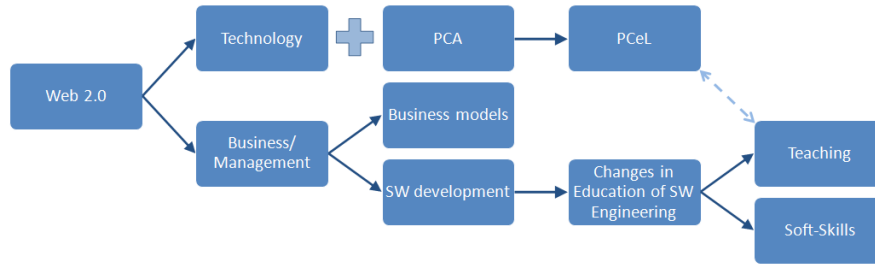 Technology
PCA
PCeL
Web 2.0
Business models
Business/
Management
Teaching
SW development
Changes in
Education of SW
Engineering
Soft-Skills